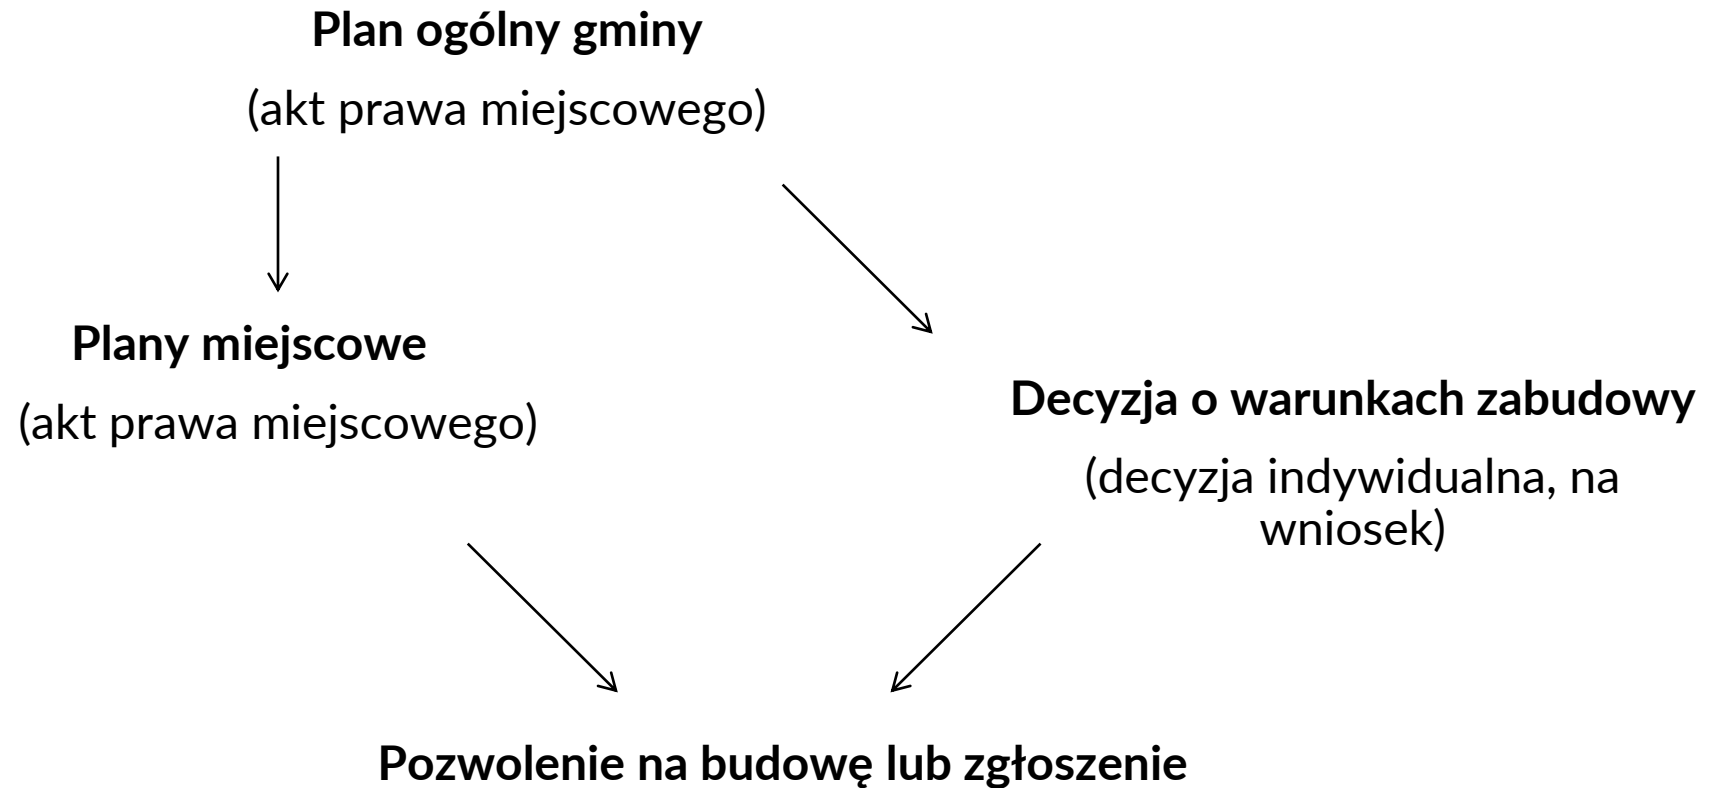 Plan ogólny gminy
(akt prawa miejscowego)
Plany miejscowe
(akt prawa miejscowego)
Decyzja o warunkach zabudowy
(decyzja indywidualna, na
wniosek)
Pozwolenie na budowę lub zgłoszenie